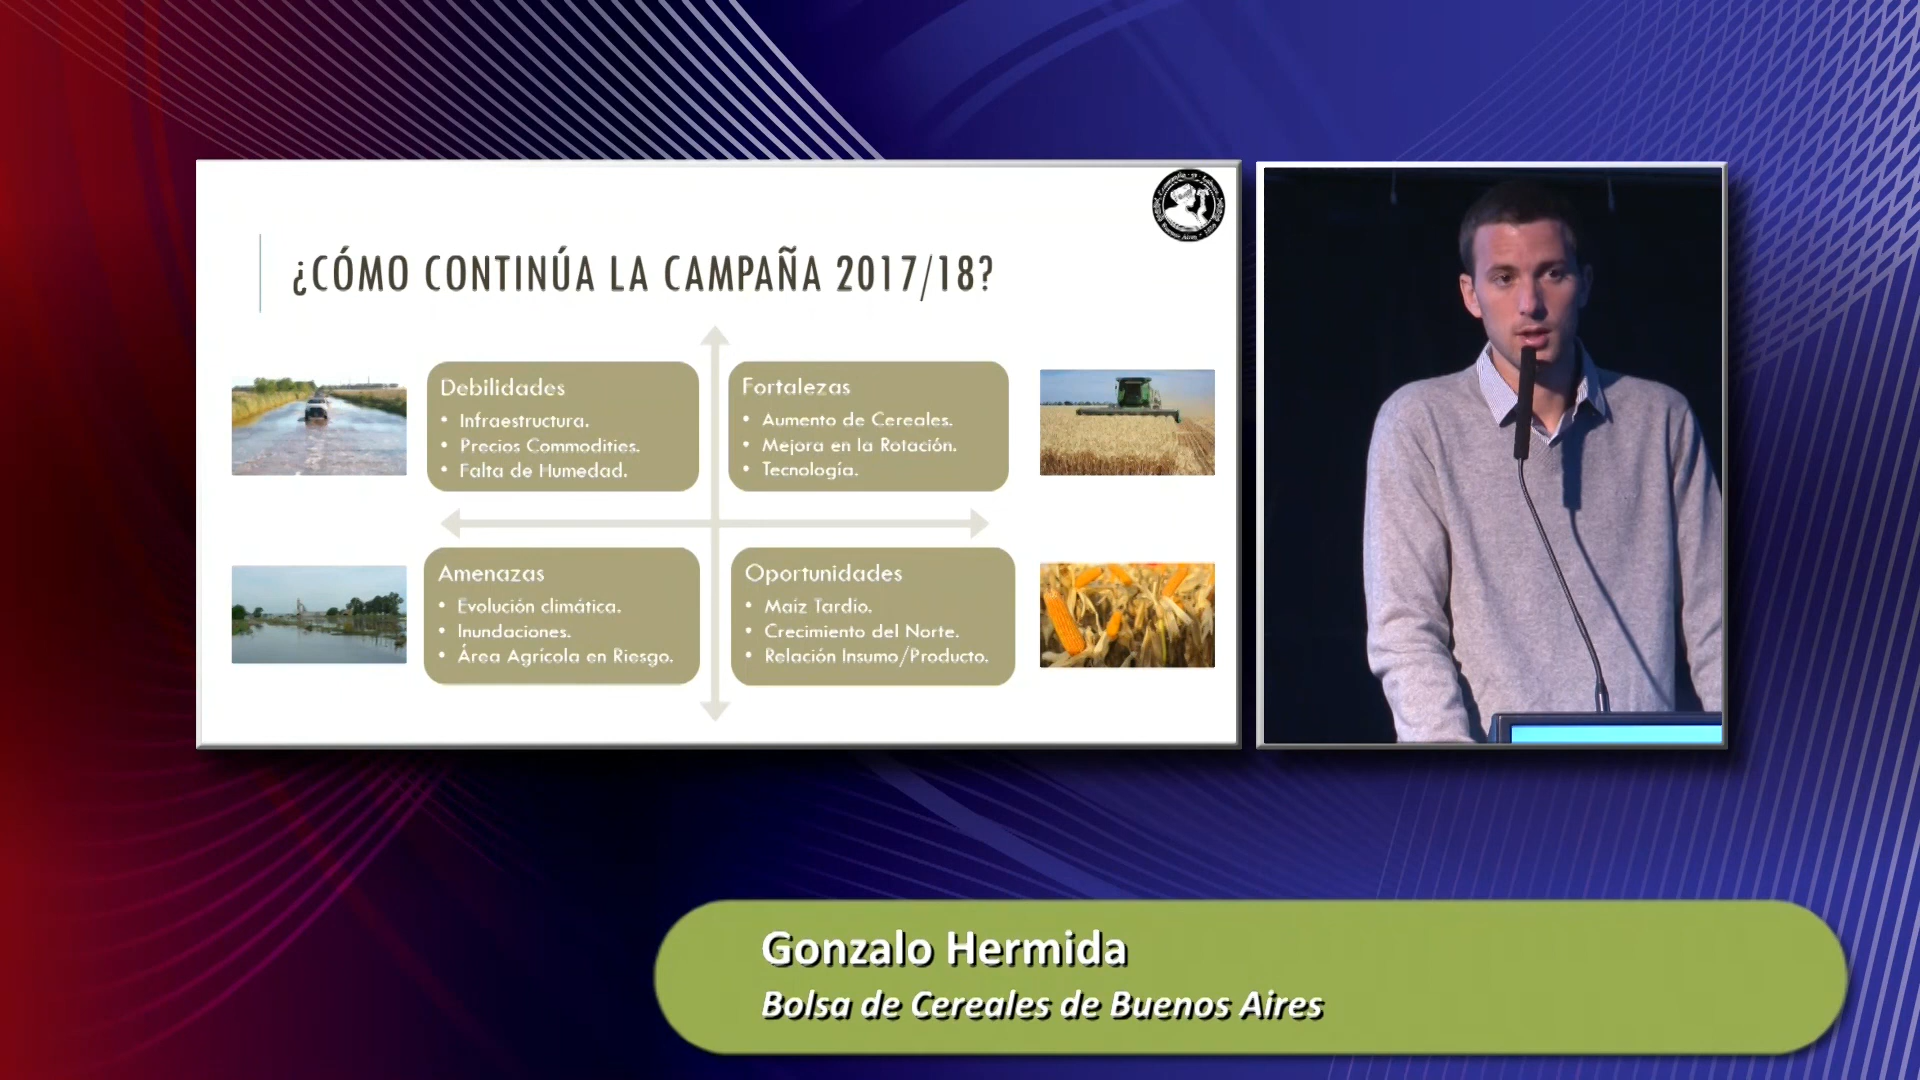 ¿CÓMO CONTINÚA LA CAMPAÑA 2017/18?
Debilidades
• Infraestructura.
• Precios Commodities.
• Falta de Humedad.
Fortalezas
• Aumento de Cereales.
• Mejora en la Rotación.
• Tecnología.
Amenazas
• Evolución climática.
• Inundaciones.
• Área Agrícola en Riesgo.
Oportunidades
• Maíz Tardío.
• Crecimiento del Norte.
• Relación Insumo/Producto.
Gonzalo Hermida
Bolsa de Cereales de Buenos Aires